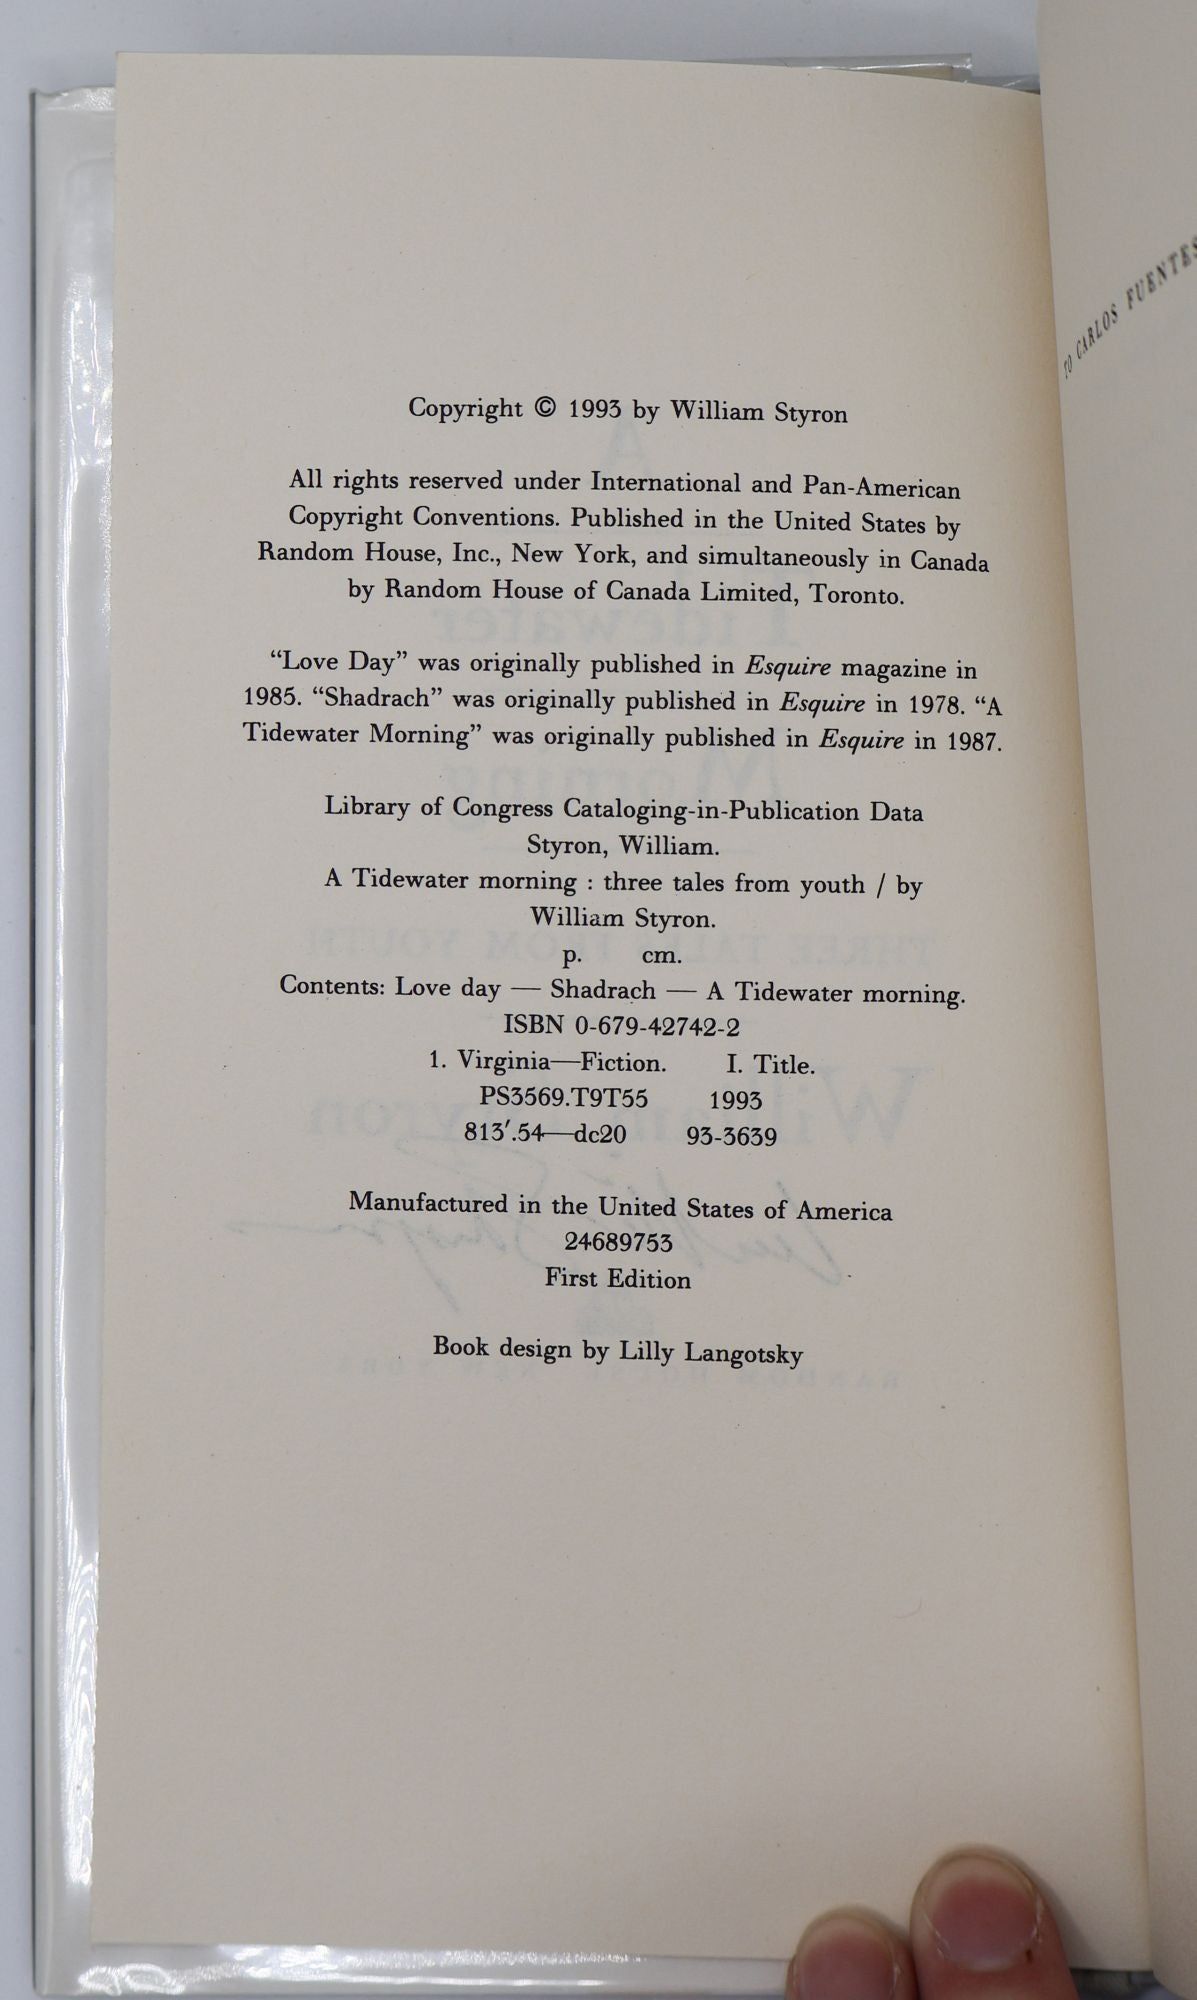 Copyright © 1993 by William Styron
All rights reserved under International and Pan-American
Copyright Conventions. Published in the United States by
Random House, Inc., New York, and simultaneously in Canada
by Random House of Canada Limited, Toronto.
“Love Day” was originally published in Esquire magazine in
1985. “Shadrach” was originally published in Esquire in 1978. “A
Tidewater Morning” was originally published in Esquire in 1987.
Library of Congress Cataloging-in-Publication Data
Styron, William.
A Tidewater morning : three tales from youth / by
William Styron.
p. cm.
Contents: Love day — Shadrach — A Tidewater morning.
ISBN 0-679-42742-2
1. Virginia—Fiction. I. Title.
PS3569.T9T55 1993
813′.54—dc20 93-3639
Manufactured in the United States of America
24689753
First Edition
Book design by Lilly Langotsky
TO CARLOS FUENTES